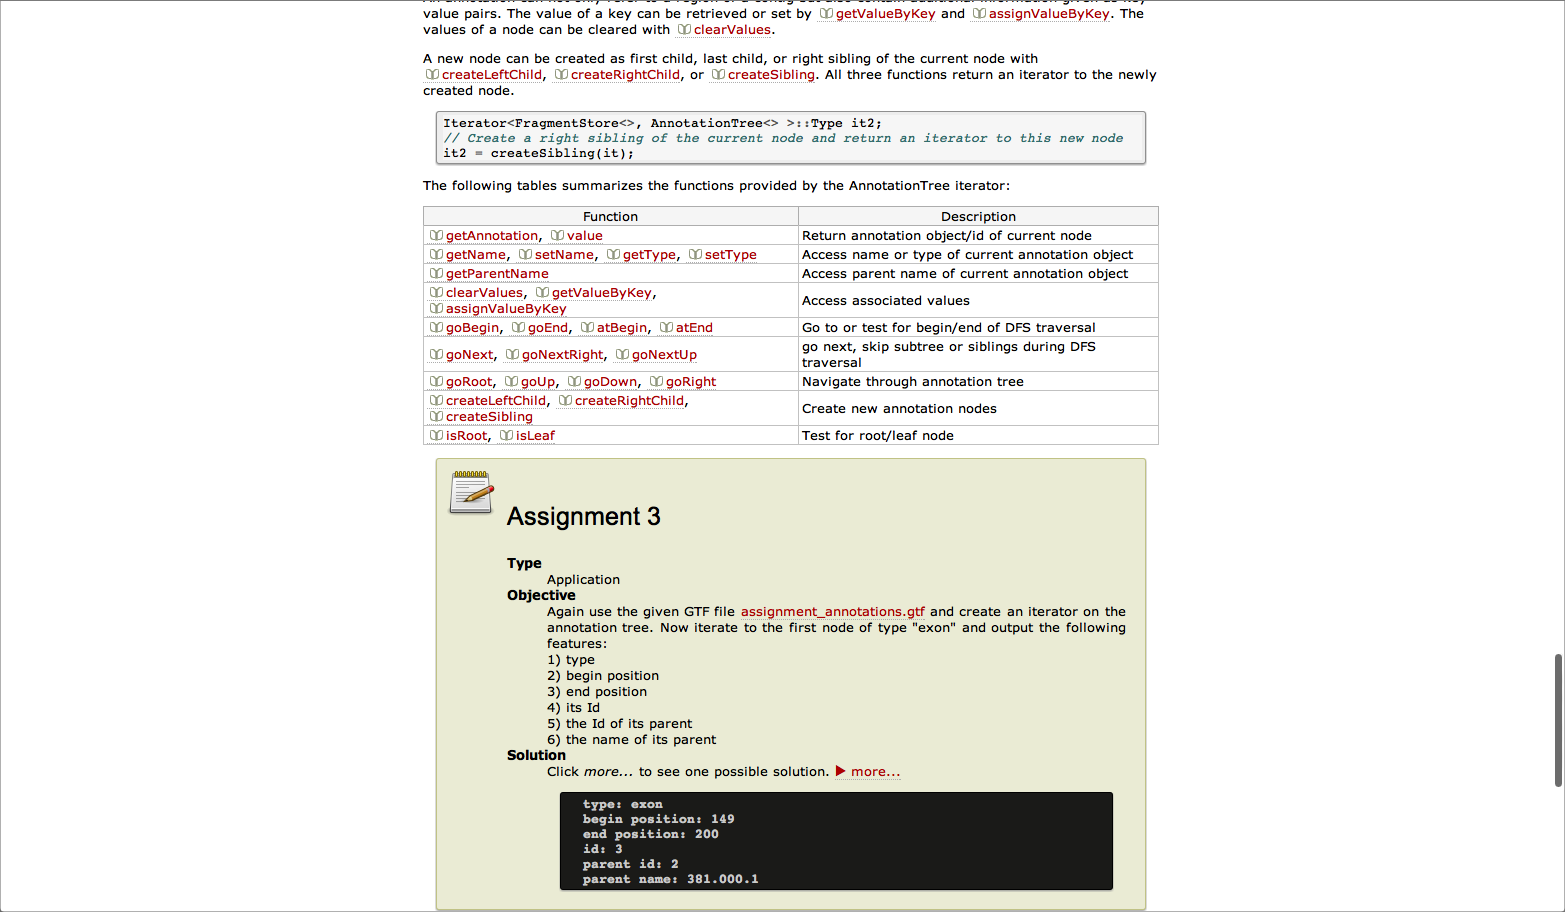 value pairs. The value of a key can be retrieved or set by getValueByKey and assignValueByKey. The
values of a node can be cleared with clearValues.
A new node can be created as first child, last child, or right sibling of the current node with
createLeftChild, createRightChild, or createSibling. All three functions return an iterator to the newly
created node.
Iterator<FragmentStore<>, AnnotationTree<> >::Type it2;
// Create a right sibling of the current node and return an iterator to this new node
it2 = createSibling(it);
The following tables summarizes the functions provided by the AnnotationTree iterator:
Function Description
getAnnotation, value Return annotation object/id of current node
getName, setName, getType, setType Access name or type of current annotation object
getParentName Access parent name of current annotation object
clearValues, getValueByKey,
assignValueByKey
Access associated values
goBegin, goEnd, atBegin, atEnd Go to or test for begin/end of DFS traversal
goNext, goNextRight, goNextUp
go next, skip subtree or siblings during DFS
traversal
goRoot, goUp, goDown, goRight Navigate through annotation tree
createLeftChild, createRightChild,
createSibling
Create new annotation nodes
isRoot, isLeaf Test for root/leaf node
Assignment 3
Type
Application
Objective
Again use the given GTF file assignment_annotations.gtf and create an iterator on the
annotation tree. Now iterate to the first node of type "exon" and output the following
features:
1) type
2) begin position
3) end position
4) its Id
5) the Id of its parent
6) the name of its parent
Solution
Click more... to see one possible solution. ▶ more...
type: exon
begin position: 149
end position: 200
id: 3
parent id: 2
parent name: 381.000.1